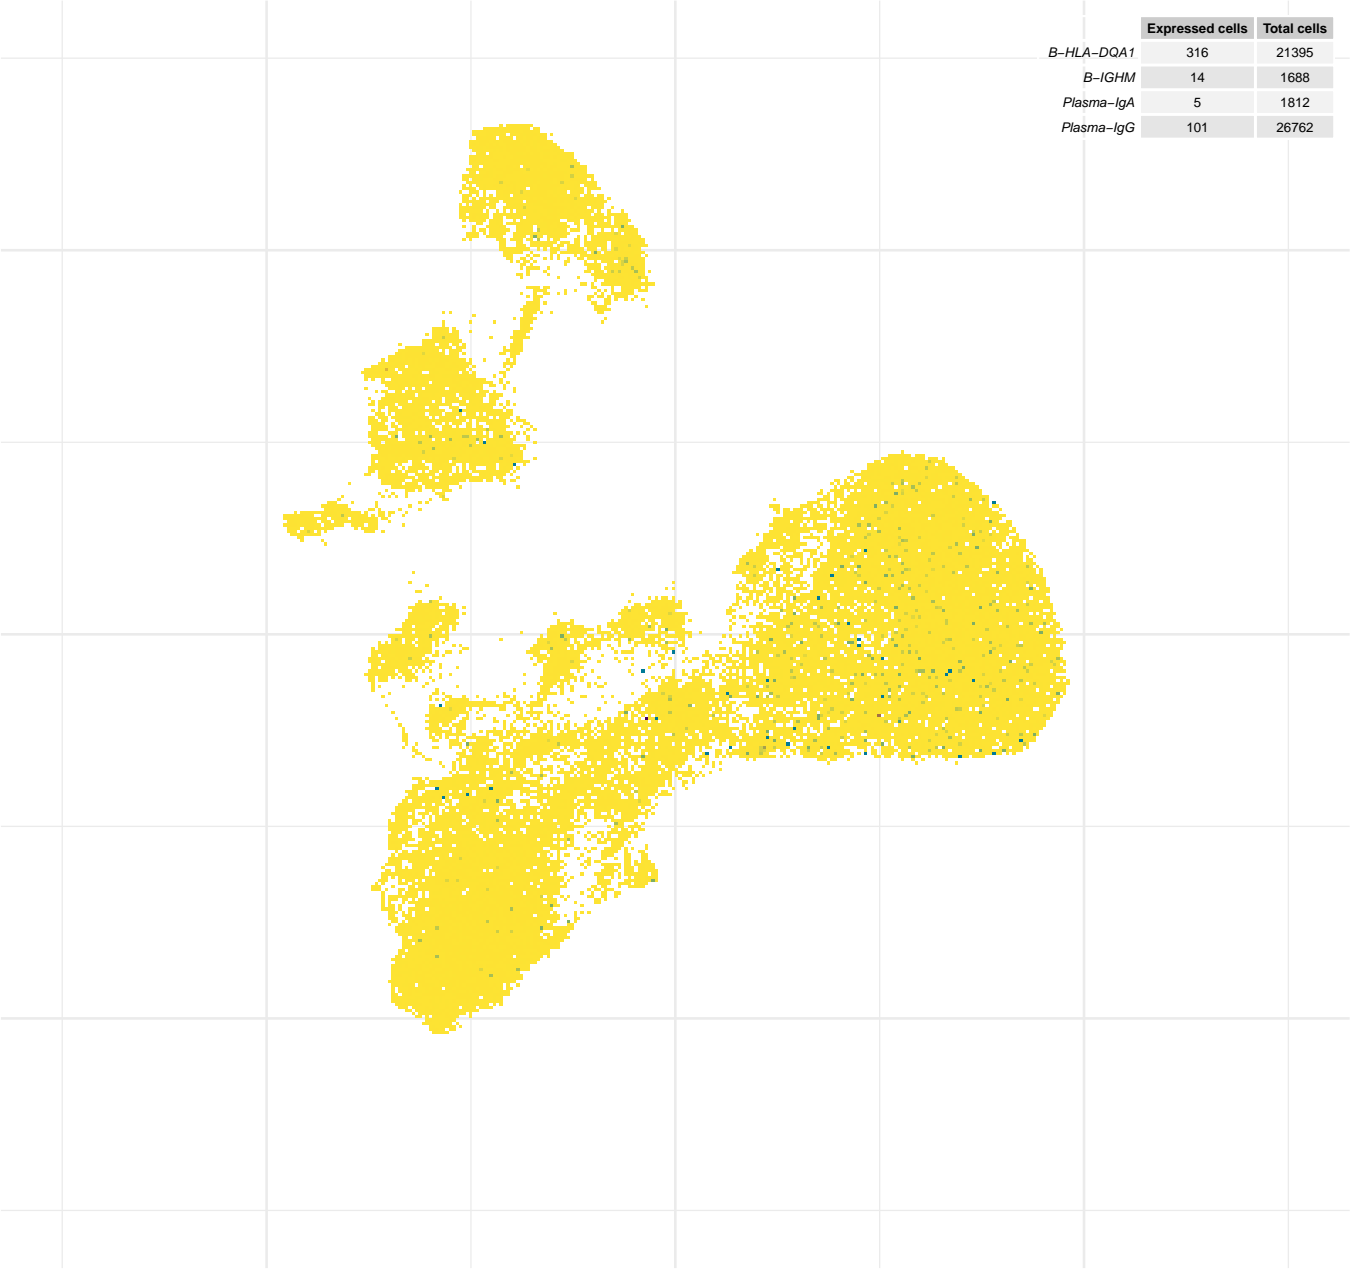 Expressed cells Total cells
B−HLA−DQA1 316 21395
B−IGHM 14 1688
Plasma−IgA 5 1812
Plasma−IgG 101 26762